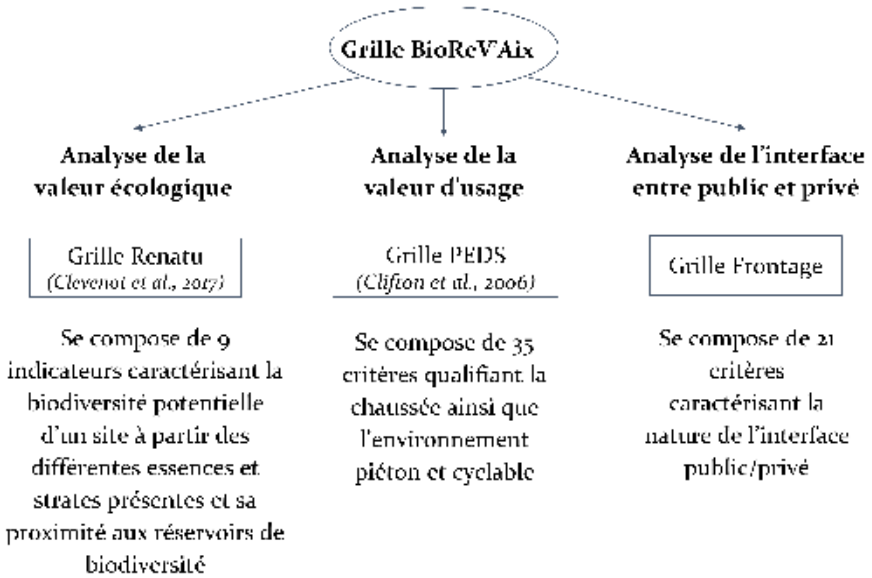 Grille BioReV'Aix
Analyse de la
valeur écologique
Grille Renatu
(Clevenot et al., 2017)
Se compose de 9
indicateurs caractérisant la
biodiversité potentielle
d'un site à partir des
différentes essences et
strates présentes et sa
proximité aux réservoirs de
biodiversité
Analyse de la
valeur d'usage
Grille PEDS
(Clifton et al., 2006)
Se compose de 35
critères qualifiant la
chaussée ainsi que
l'environnement
piéton et cyclable
Analyse de l'interface
entre public et privé
Grille Frontage
Se compose de 21
critères
caractérisant la
nature de l'interface
public/privé